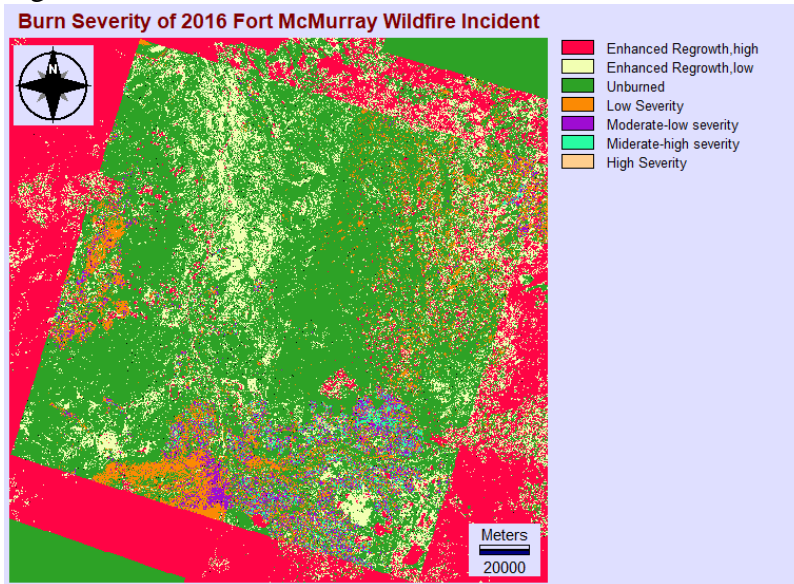 Burn Severity of 2016 Fort McMurray Wildfire Incident
N
Enhanced Regrowth,high
Enhanced Regrowth,low
Unburned
Low Severity
Moderate-low severity
Miderate-high severity
High Severity
Meters
20000